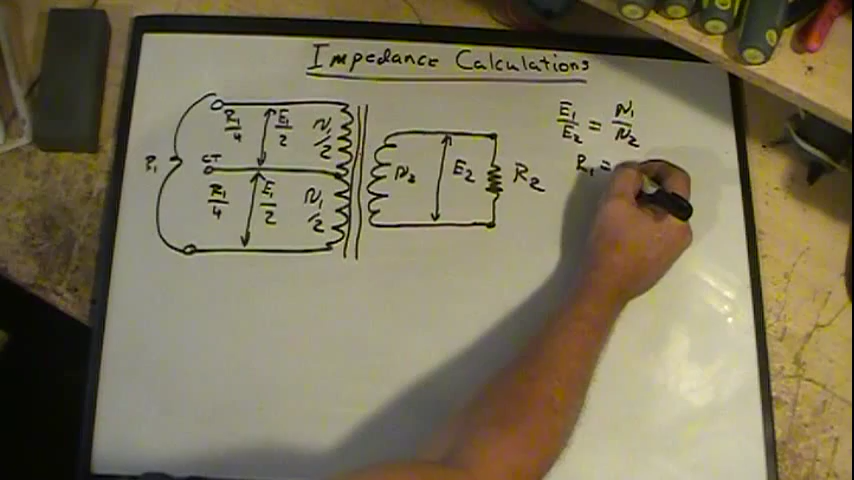 Impedance Calculations
R1/4 E1/2 N1/2
R1 CT
R1/4 E1/2 N1/2
N2 E2 R2
E1/E2 = N1/N2
R1 =